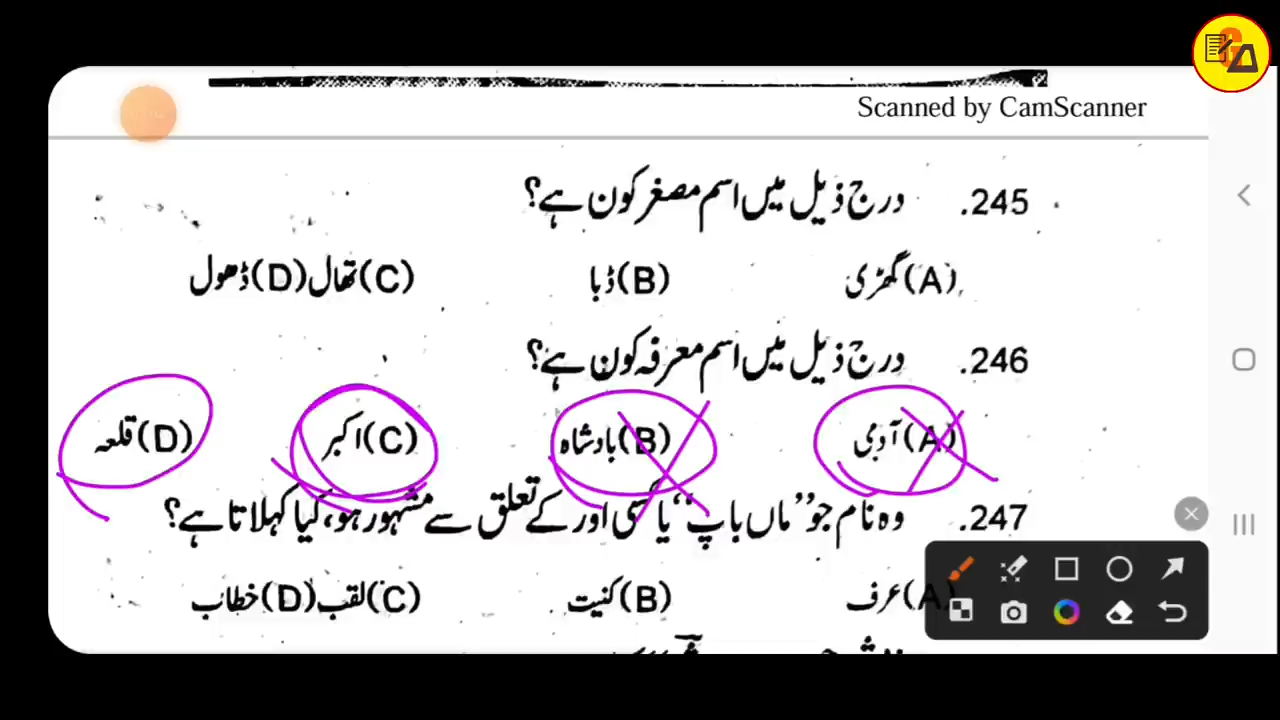 Scanned by CamScanner
245. درج ذیل میں اسم مصغر کون ہے؟
(A) گھڑی (B) ڈبا (C) تھال (D) ڈھول
246. درج ذیل میں اسم معرفہ کون ہے؟
(A) آدمی (B) بادشاہ (C) اکبر (D) قلعہ
247. وہ نام جو ”ماں باپ“ یا کسی اور کے تعلق سے مشہور ہو، کیا کہلاتا ہے؟
(A) عرف (B) کنیت (C) لقب (D) خطاب